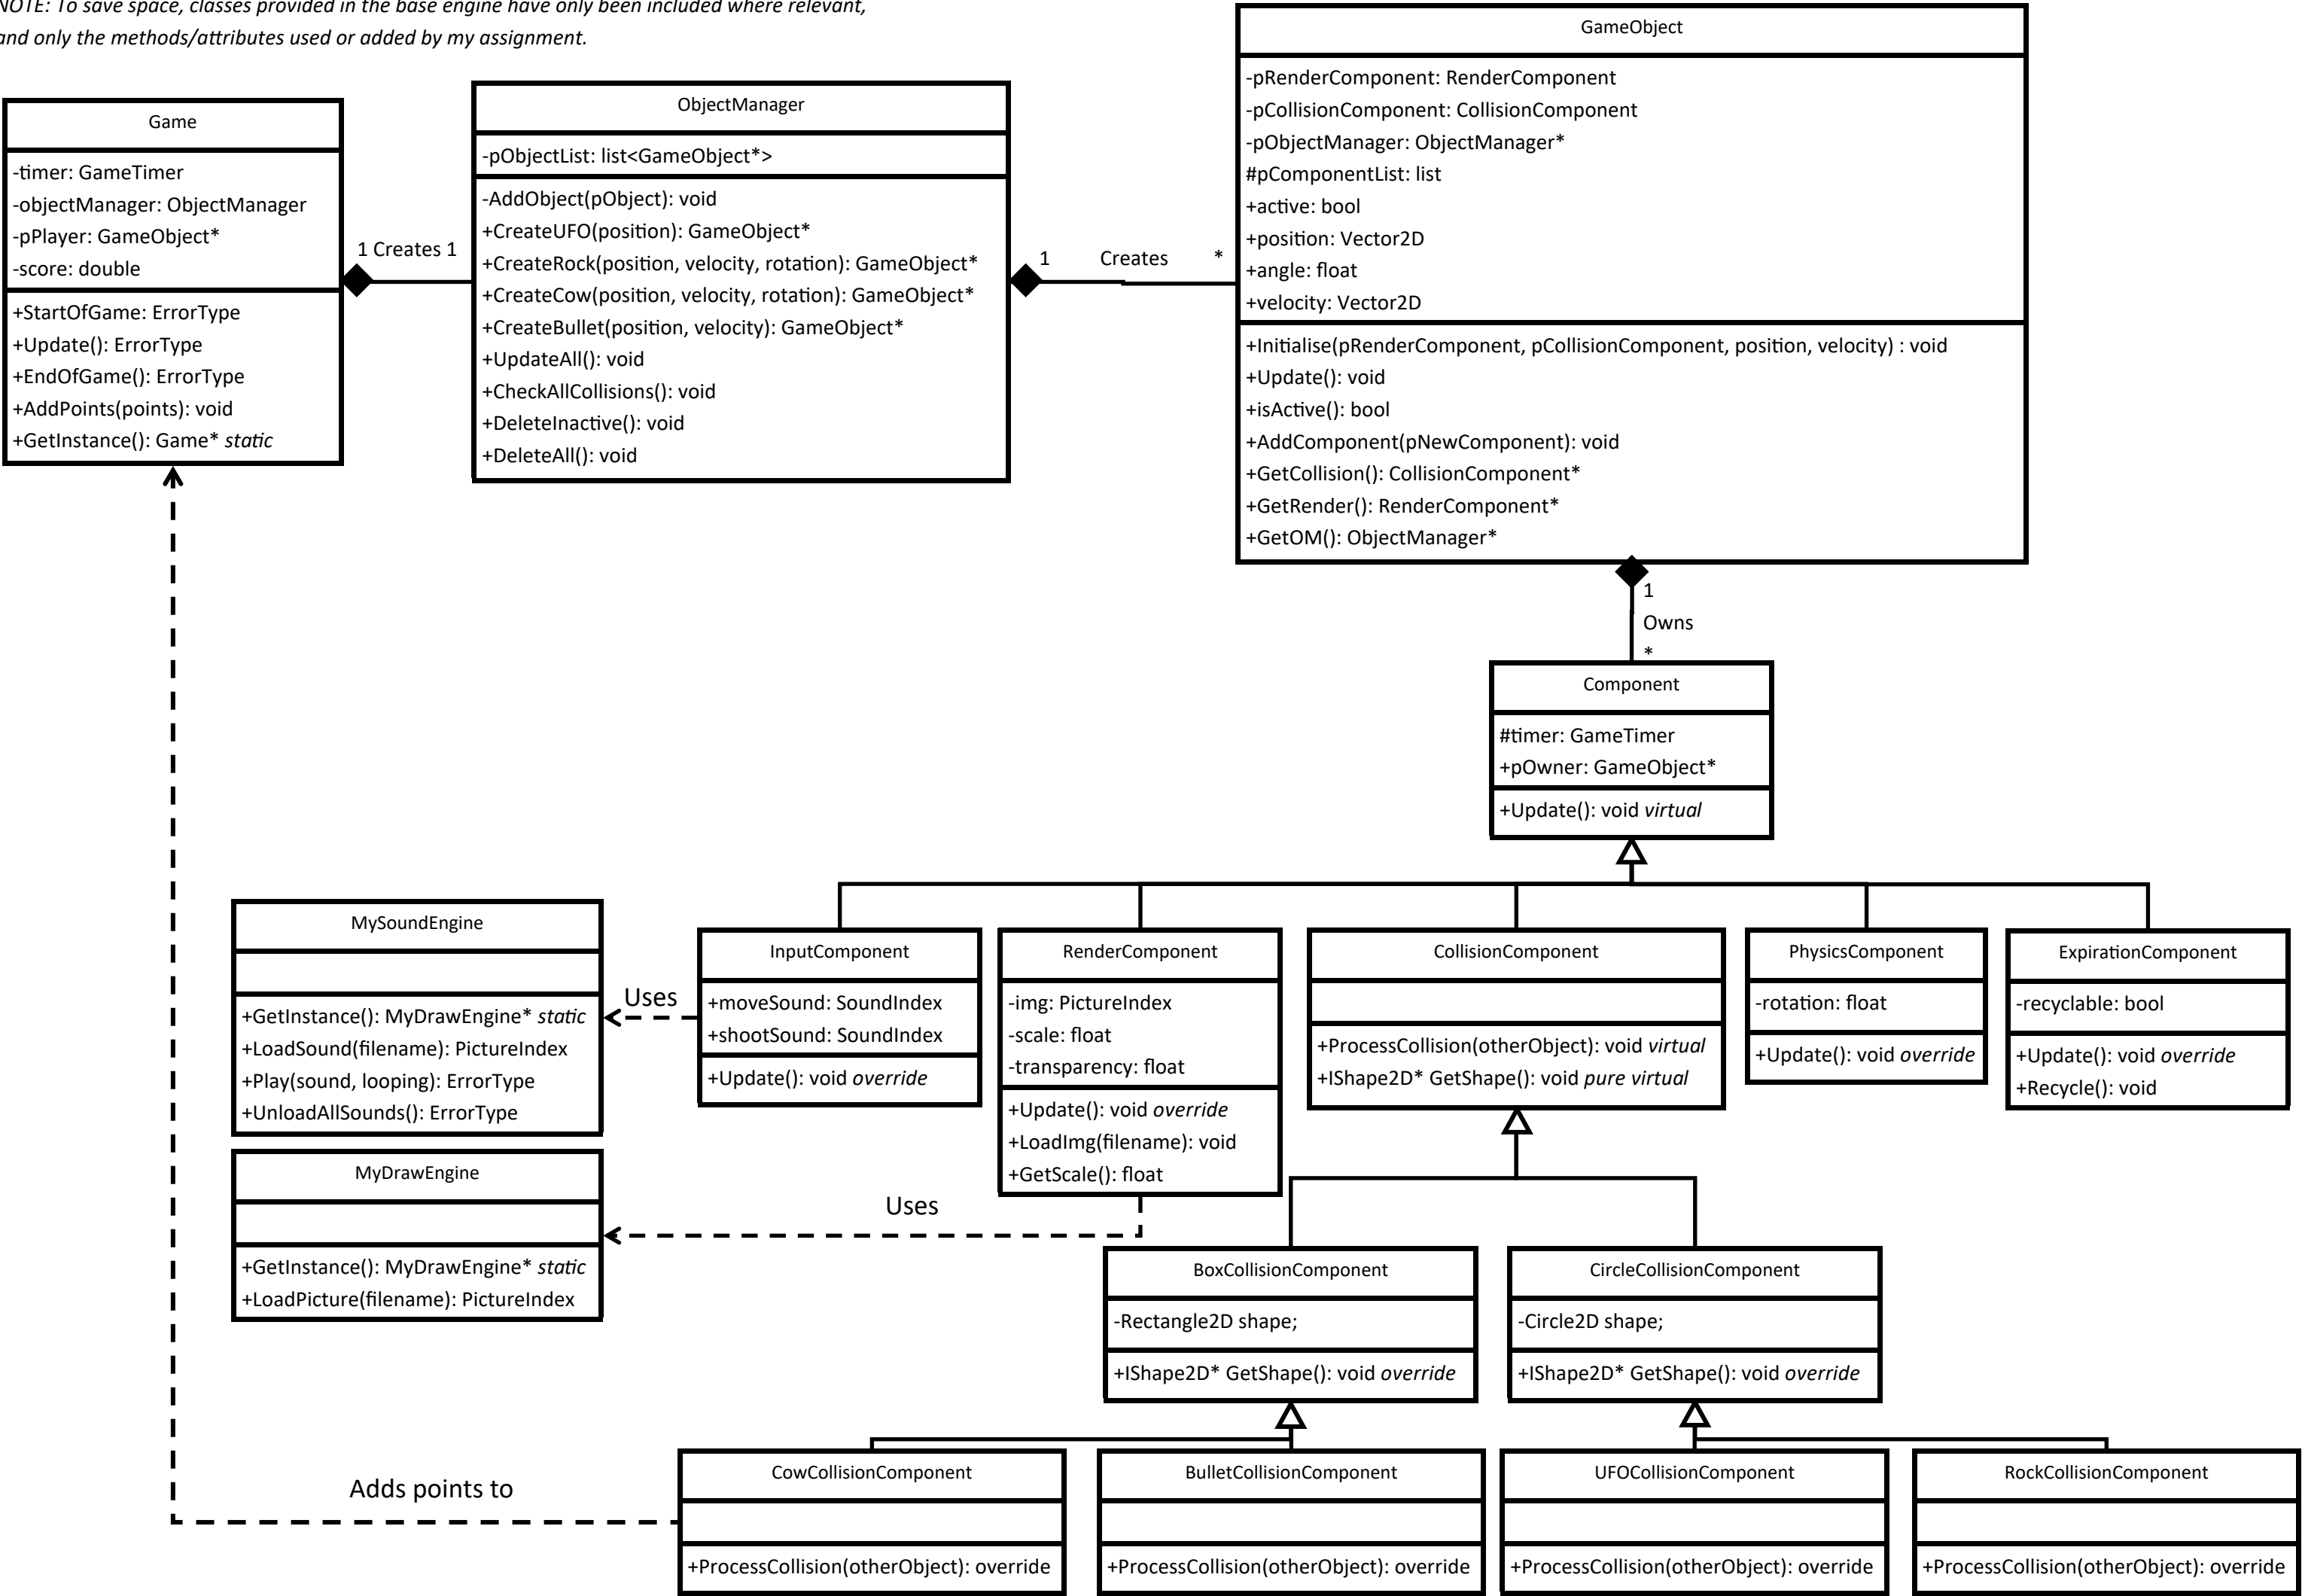 NOTE: To save space, classes provided in the base engine have only been included where relevant,
and only the methods/attributes used or added by my assignment.
Game
-timer: GameTimer
-objectManager: ObjectManager
-pPlayer: GameObject*
-score: double
+StartOfGame: ErrorType
+Update(): ErrorType
+EndOfGame(): ErrorType
+AddPoints(points): void
+GetInstance(): Game* static
1 Creates 1
ObjectManager
-pObjectList: list<GameObject*>
-AddObject(pObject): void
+CreateUFO(position): GameObject*
+CreateRock(position, velocity, rotation): GameObject*
+CreateCow(position, velocity, rotation): GameObject*
+CreateBullet(position, velocity): GameObject*
+UpdateAll(): void
+CheckAllCollisions(): void
+DeleteInactive(): void
+DeleteAll(): void
1 Creates *
GameObject
-pRenderComponent: RenderComponent
-pCollisionComponent: CollisionComponent
-pObjectManager: ObjectManager*
#pComponentList: list
+active: bool
+position: Vector2D
+angle: float
+velocity: Vector2D
+Initialise(pRenderComponent, pCollisionComponent, position, velocity) : void
+Update(): void
+isActive(): bool
+AddComponent(pNewComponent): void
+GetCollision(): CollisionComponent*
+GetRender(): RenderComponent*
+GetOM(): ObjectManager*
1
Owns
*
Component
#timer: GameTimer
+pOwner: GameObject*
+Update(): void virtual
MySoundEngine
+GetInstance(): MyDrawEngine* static
+LoadSound(filename): PictureIndex
+Play(sound, looping): ErrorType
+UnloadAllSounds(): ErrorType
Uses
InputComponent
+moveSound: SoundIndex
+shootSound: SoundIndex
+Update(): void override
RenderComponent
-img: PictureIndex
-scale: float
-transparency: float
+Update(): void override
+LoadImg(filename): void
+GetScale(): float
CollisionComponent
+ProcessCollision(otherObject): void virtual
+IShape2D* GetShape(): void pure virtual
PhysicsComponent
-rotation: float
+Update(): void override
ExpirationComponent
-recyclable: bool
+Update(): void override
+Recycle(): void
MyDrawEngine
+GetInstance(): MyDrawEngine* static
+LoadPicture(filename): PictureIndex
Uses
BoxCollisionComponent
-Rectangle2D shape;
+IShape2D* GetShape(): void override
CircleCollisionComponent
-Circle2D shape;
+IShape2D* GetShape(): void override
Adds points to
CowCollisionComponent
+ProcessCollision(otherObject): override
BulletCollisionComponent
+ProcessCollision(otherObject): override
UFOCollisionComponent
+ProcessCollision(otherObject): override
RockCollisionComponent
+ProcessCollision(otherObject): override